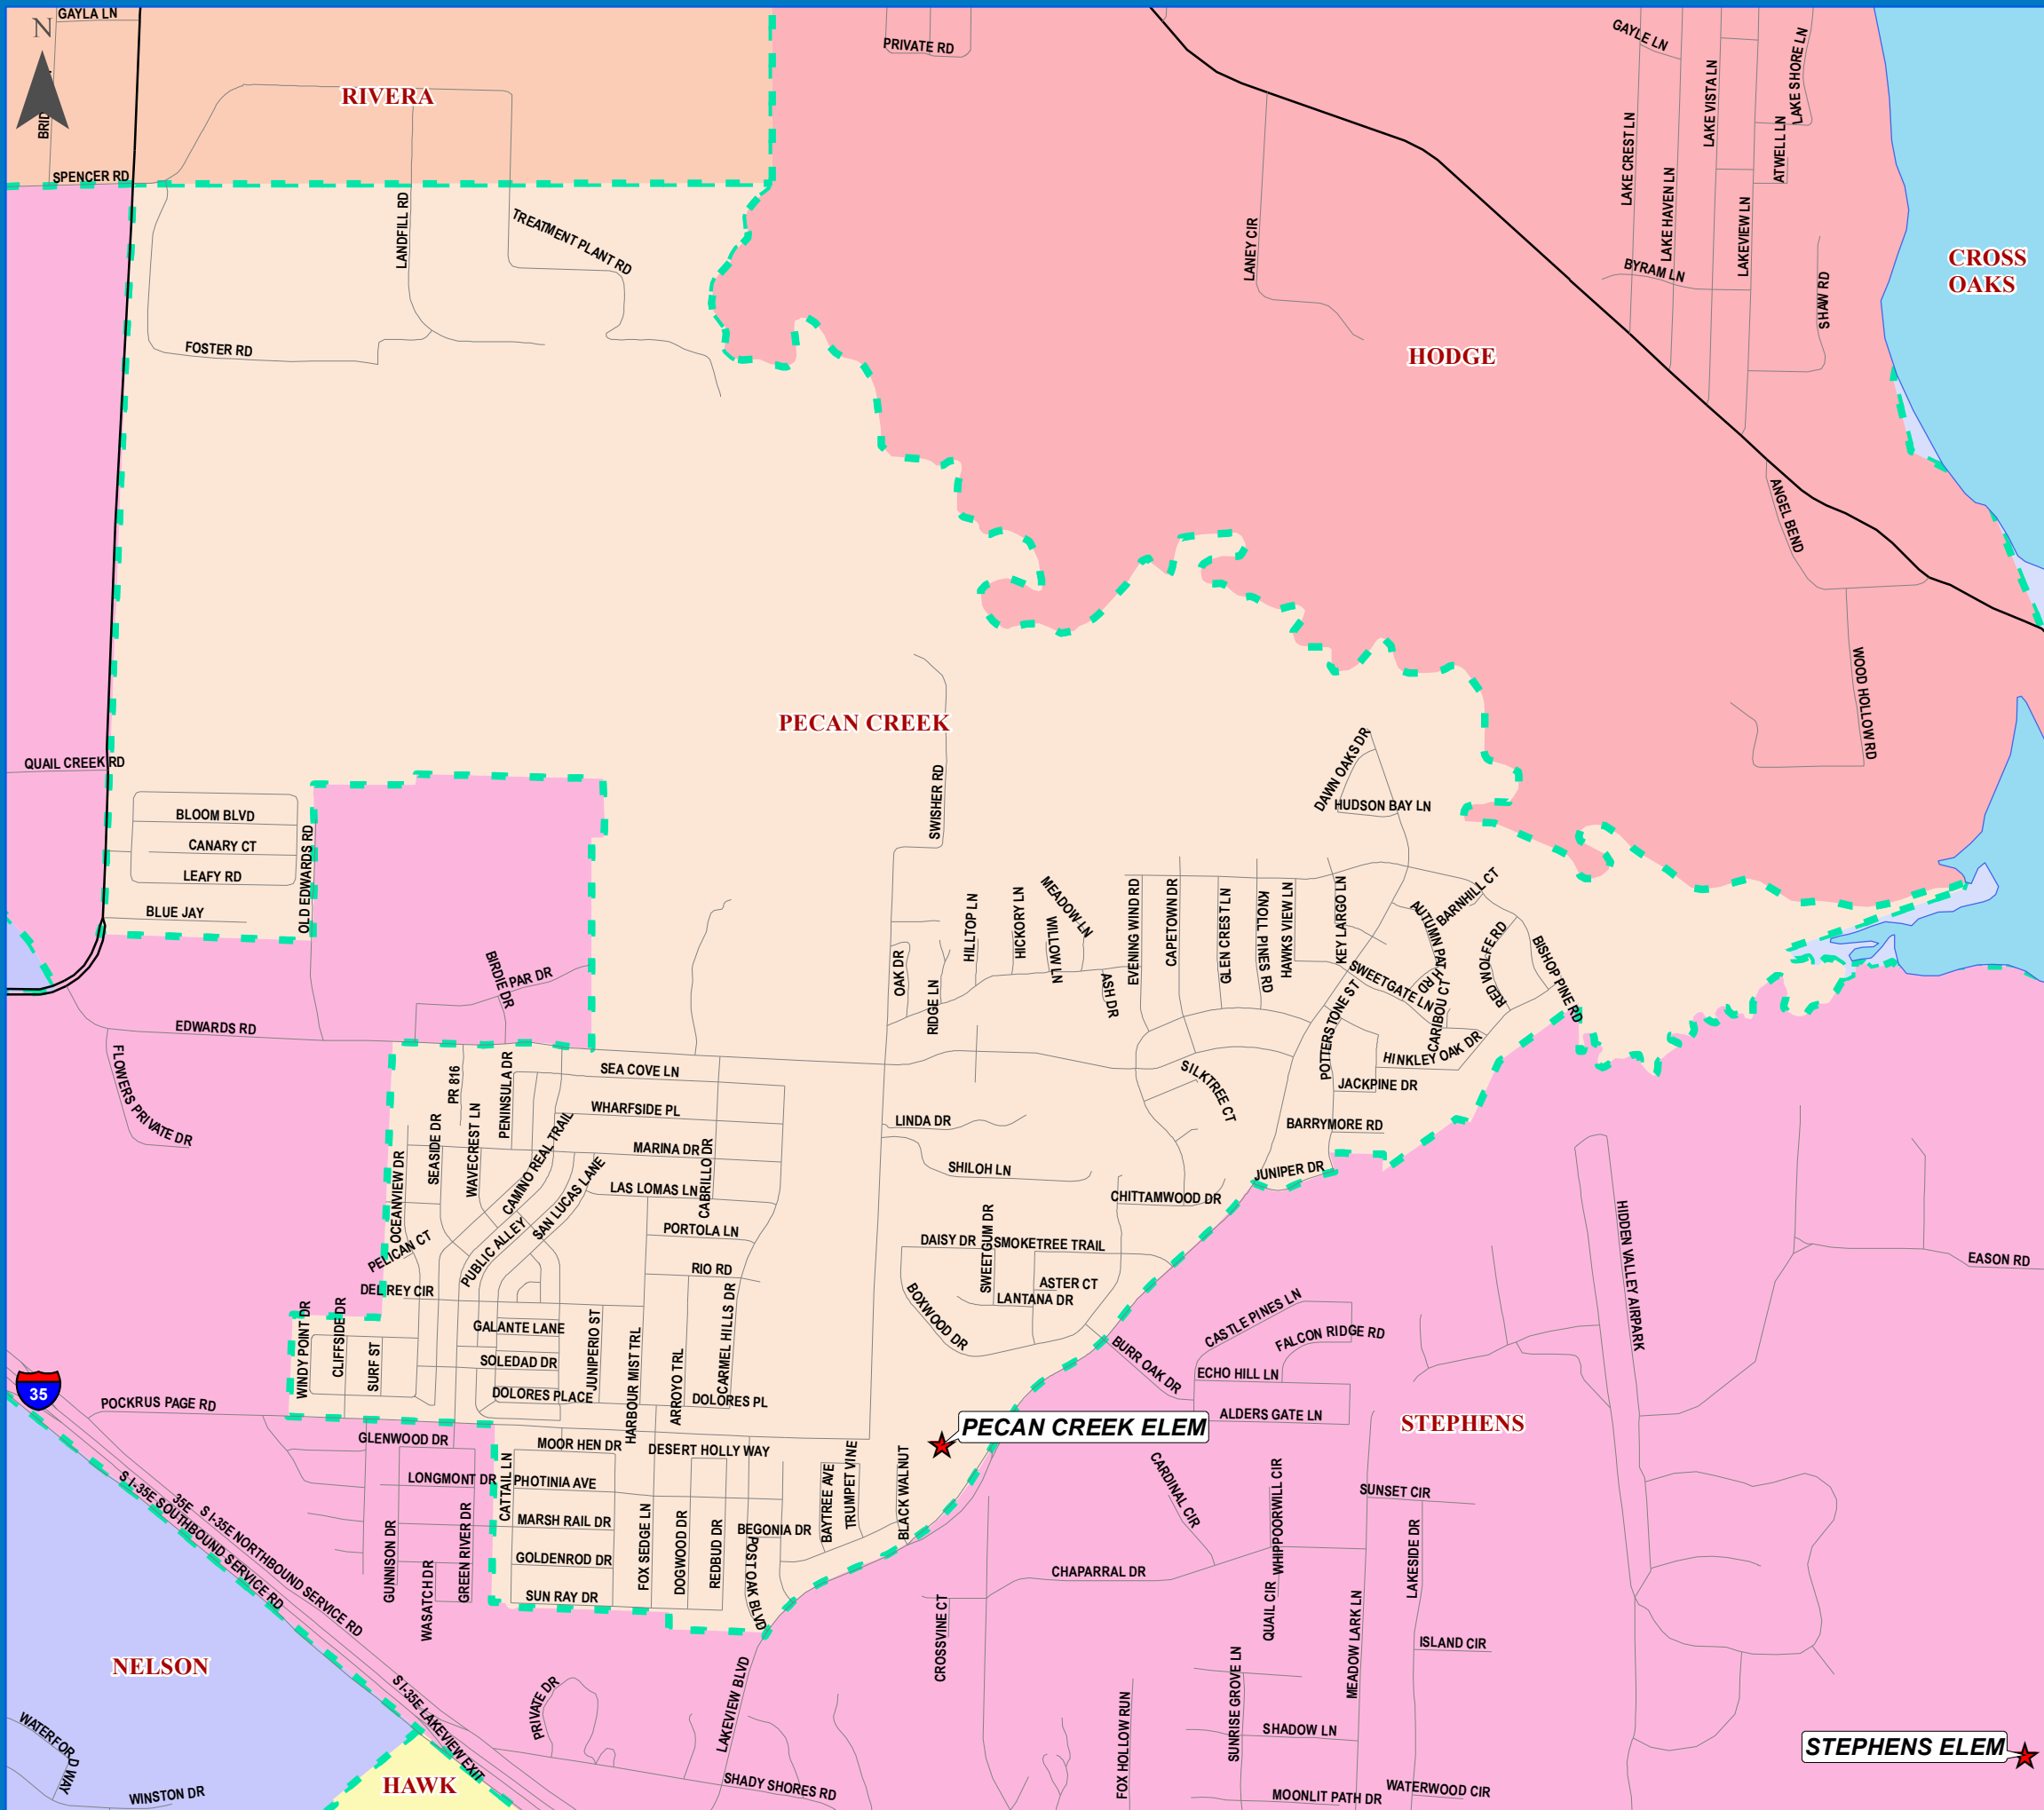 GAYLA LN
N
PRIVATE RD
GAYLE LN
LAKE SHORE LN
LAKE VISTA LN
RIVERA
LAKE CREST LN
ATWELL LN
SPENCER RD
LAKE HAVEN LN
LAKEVIEW LN
LANDFILL RD
TREATMENT PLANT RD
LANEY CIR
BYRAM LN
SHAW RD
CROSS
OAKS
FOSTER RD
HODGE
ANGEL BEND
WOOD HOLLOW RD
PECAN CREEK
QUAIL CREEK RD
SWISHER RD
DAWN OAKS DR
HUDSON BAY LN
BLOOM BLVD
CANARY CT
LEAFY RD
BLUE JAY
OLD EDWARDS RD
BIRDIE DR
PAR DR
HILLTOP LN
HICKORY LN
MEADOW LN
WILLOW LN
OAK DR
RIDGE LN
ASH DR
EVENING WIND RD
CAPETOWN DR
GLEN CREST LN
KNOLL PINES RD
HAWKS VIEW LN
KEY LARGO LN
AUTUMN PATH RD
BARNHILL CT
RED WOLFE RD
BISHOP PINE RD
SWEETGATE LN
CARIBOU CT
POTTERSTONE ST
HINKLEY OAK DR
JACKPINE DR
BARRYMORE RD
JUNIPER DR
SILKTREE CT
EDWARDS RD
FLOWERS PRIVATE DR
PR 816
PENINSULA DR
SEA COVE LN
WHARFSIDE PL
MARINA DR
SEASIDE DR
WAVECREST LN
OCEANVIEW DR
CAMINO REAL TRAIL
SAN LUCAS LANE
CABRILLO DR
LAS LOMAS LN
PORTOLA LN
PELICAN CT
PUBLIC ALLEY
RIO RD
DEL REY CIR
LINDA DR
SHILOH LN
CHITTAMWOOD DR
SWEETGUM DR
DAISY DR
SMOKETREE TRAIL
ASTER CT
LANTANA DR
BOXWOOD DR
HIDDEN VALLEY AIRPARK
EASON RD
WINDY POINT DR
CLIFFSIDE DR
SURF ST
GALANTE LANE
SOLEDAD DR
JUNIPERIO ST
HARBOUR MIST TRL
ARROYO TRL
CARMEL HILLS DR
DOLORES PLACE
DOLORES PL
CASTLE PINES LN
FALCON RIDGE RD
BURR OAK DR
ECHO HILL LN
ALDERS GATE LN
STEPHENS
35
POCKRUS PAGE RD
PECAN CREEK ELEM
GLENWOOD DR
MOOR HEN DR
DESERT HOLLY WAY
LONGMONT DR
CATTAIL LN
PHOTINIA AVE
BAYTREE AVE
TRUMPET VINE
BLACK WALNUT
MARSH RAIL DR
BEGONIA DR
GOLDENROD DR
SUN RAY DR
FOX SEDGE LN
DOGWOOD DR
REDBUD DR
POST OAK BLVD
GUNNISON DR
WASATCH DR
GREEN RIVER DR
35E
S I-35E NORTHBOUND SERVICE RD
S I-35E SOUTHBOUND SERVICE RD
S I-35E LAKEVIEW EXIT
CARDINAL CIR
WHIPPOORWILL CIR
SUNSET CIR
LAKESIDE DR
CHAPARRAL DR
CROSSVINE CT
QUAIL CIR
MEADOW LARK LN
ISLAND CIR
NELSON
PRIVATE DR
LAKEVIEW BLVD
FOX HOLLOW RUN
SUNRISE GROVE LN
SHADOW LN
STEPHENS ELEM
WATERFORD WAY
WINSTON DR
HAWK
SHADY SHORES RD
MOONLIT PATH DR
WATERWOOD CIR